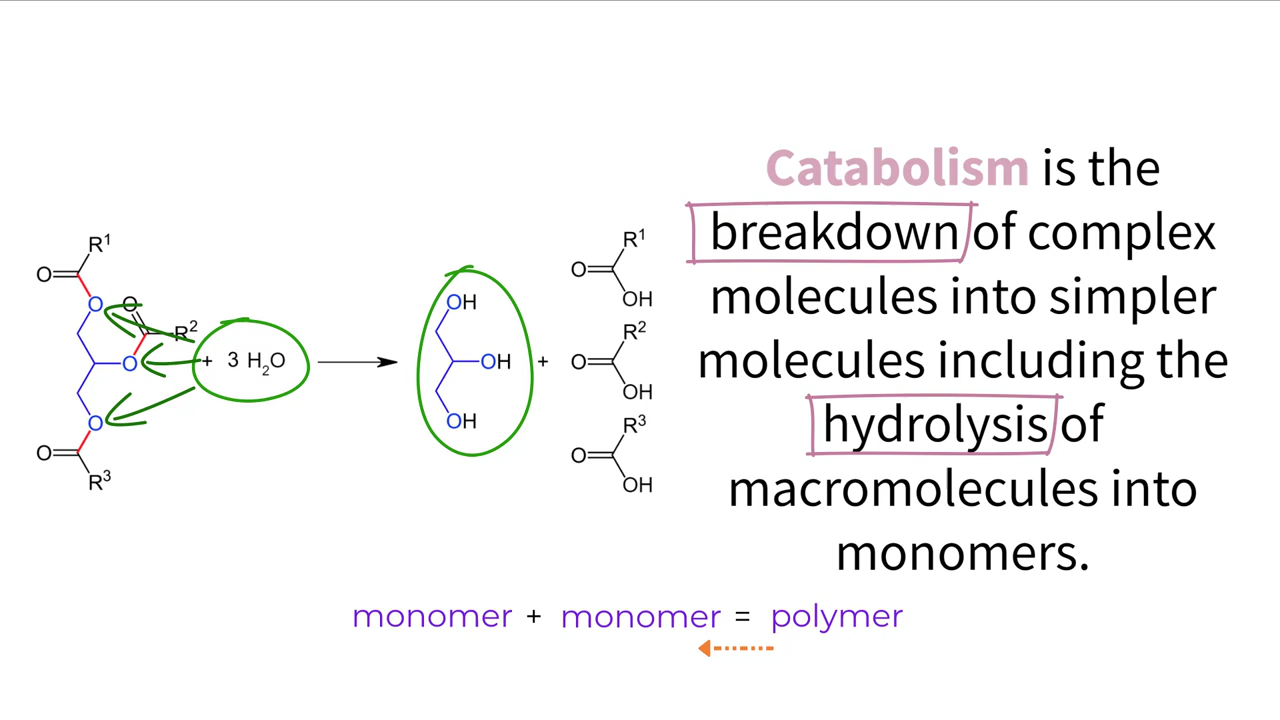 Catabolism is the
breakdown of complex
molecules into simpler
molecules including the
hydrolysis of
macromolecules into
monomers.
R¹
O
O
O
R²
O
O
O
R³
+ 3 H₂O
OH
OH
OH
+
R¹
O
OH
R²
O
OH
R³
O
OH
monomer + monomer = polymer